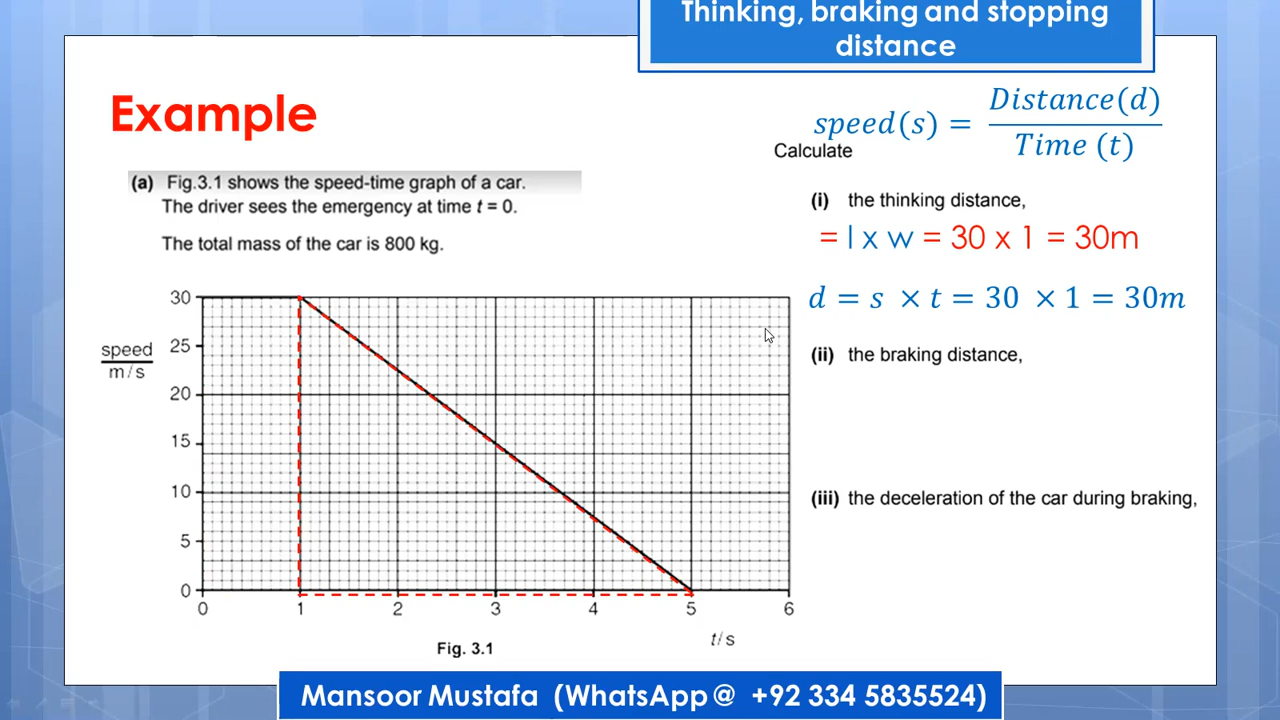 Thinking, braking and stopping
distance
Example
speed(s) = Distance(d) / Time (t)
Calculate
(a) Fig.3.1 shows the speed-time graph of a car.
The driver sees the emergency at time t = 0.
The total mass of the car is 800 kg.
(i) the thinking distance,
= l x w = 30 x 1 = 30m
d = s × t = 30 × 1 = 30m
(ii) the braking distance,
(iii) the deceleration of the car during braking,
30
25
20
15
10
5
0
speed
m/s
0 1 2 3 4 5 6
t/s
Fig. 3.1
Mansoor Mustafa (WhatsApp@ +92 334 5835524)